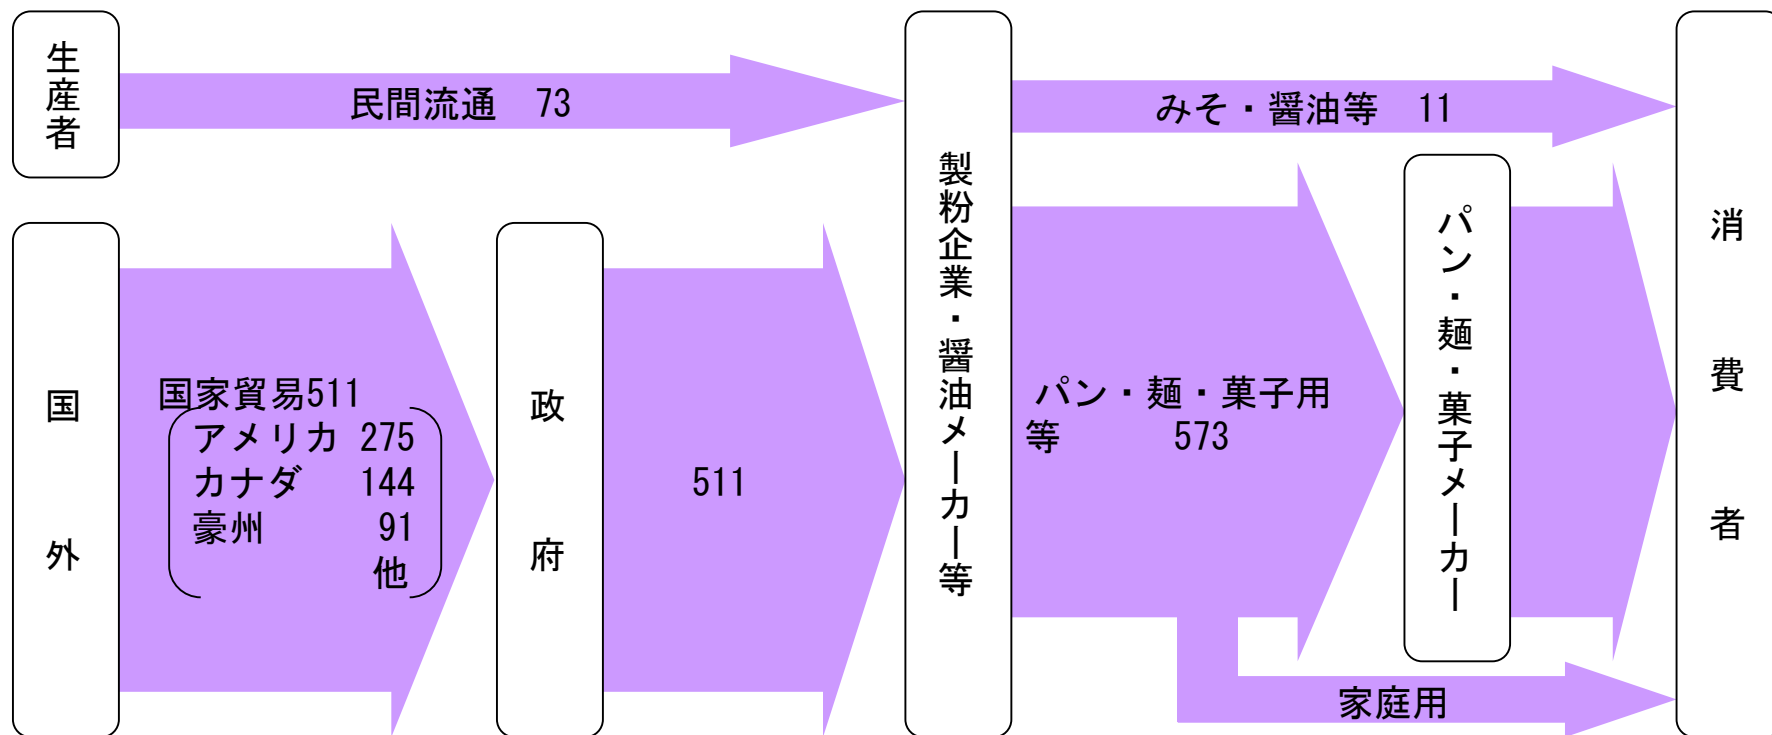 生産者
民間流通　73
製粉企業・醤油メーカー等
みそ・醤油等　11
消費者
国外
国家貿易511
アメリカ 275
カナダ　 144
豪州　　　91
他
政府
511
パン・麺・菓子用
等　　　573
パン・麺・菓子メーカー
家庭用